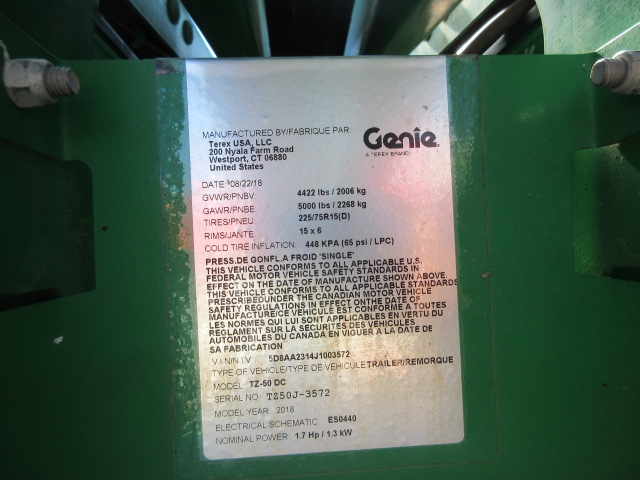 MANUFACTURED BY/FABRIQUE PAR:
Terex USA, LLC
200 Nyala Farm Road
Westport, CT 06880
United States
Genie
A TEREX BRAND
DATE: 08/22/18
GVWR/PNBV: 4422 lbs / 2006 kg
GAWR/PNBE: 5000 lbs / 2268 kg
TIRES/PNEU: 225/75R15(D)
RIMS/JANTE: 15 x 6
COLD TIRE INFLATION: 448 KPA (65 psi / LPC)
PRESS.DE GONFL.A FROID 'SINGLE'
THIS VEHICLE CONFORMS TO ALL APPLICABLE U.S.
FEDERAL MOTOR VEHICLE SAFETY STANDARDS IN
EFFECT ON THE DATE OF MANUFACTURE SHOWN ABOVE.
THIS VEHICLE CONFORMS TO ALL APPLICABLE STANDARDS
PRESCRIBEDUNDER THE CANADIAN MOTOR VEHICLE
SAFETY REGULATIONS IN EFFECT ON THE DATE OF
MANUFACTURE/CE VÉHICULE EST CONFORME A TOUTES
LES NORMES QUI LUI SONT APPLICABLES EN VERTU DU
RÉGLEMENT SUR LA SECURITES DES VÉHICULES
AUTOMOBILES DU CANADA EN VIGUER A LA DATE DE
SA FABRICATION
V.I.N/N.I.V. 5D8AA2314J1003572
TYPE OF VEHICLE/TYPE DE VEHICULE TRAILER/REMORQUE
MODEL: TZ-50 DC
SERIAL NO: TZ50J-3572
MODEL YEAR: 2018
ELECTRICAL SCHEMATIC: ES0440
NOMINAL POWER: 1.7 Hp / 1.3 kW